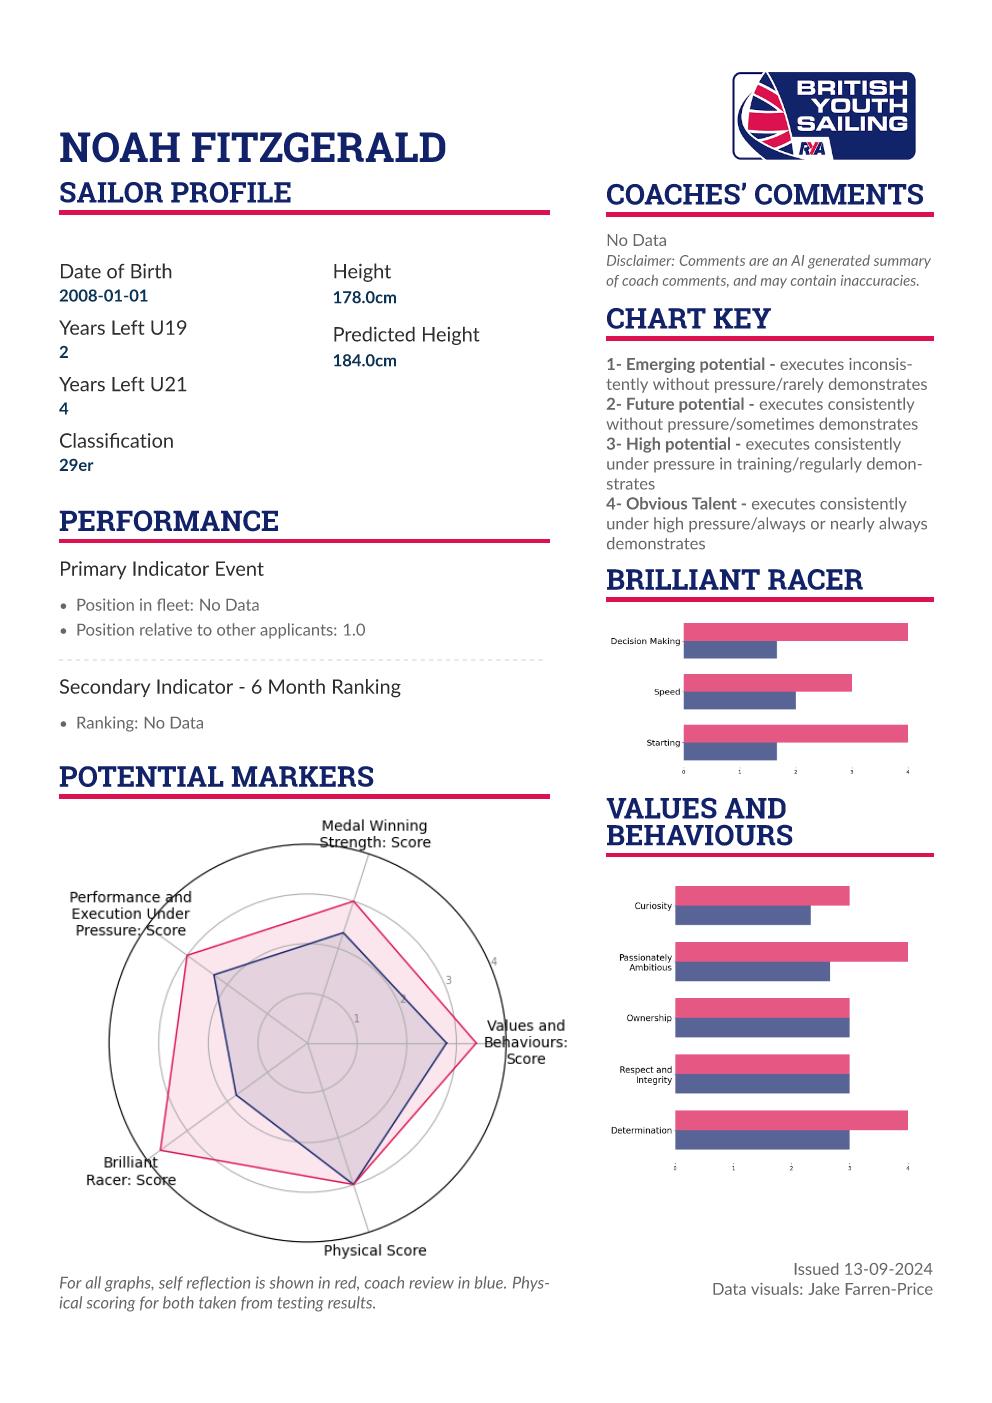 NOAH FITZGERALD
SAILOR PROFILE
Date of Birth
2008-01-01
Years Left U19
2
Years Left U21
4
Classification
29er
Height
178.0cm
Predicted Height
184.0cm
PERFORMANCE
Primary Indicator Event
• Position in fleet: No Data
• Position relative to other applicants: 1.0
Secondary Indicator - 6 Month Ranking
• Ranking: No Data
POTENTIAL MARKERS
Medal Winning
Strength: Score
Performance and
Execution Under
Pressure: Score
4
3
2
1
Values and
Behaviours:
Score
Brilliant
Racer: Score
Physical Score
For all graphs, self reflection is shown in red, coach review in blue. Phys-
ical scoring for both taken from testing results.
BRITISH
YOUTH
SAILING
RYA
COACHES’ COMMENTS
No Data
Disclaimer: Comments are an AI generated summary
of coach comments, and may contain inaccuracies.
CHART KEY
1- Emerging potential - executes inconsis-
tently without pressure/rarely demonstrates
2- Future potential - executes consistently
without pressure/sometimes demonstrates
3- High potential - executes consistently
under pressure in training/regularly demon-
strates
4- Obvious Talent - executes consistently
under high pressure/always or nearly always
demonstrates
BRILLIANT RACER
Decision Making
Speed
Starting
0 1 2 3 4
VALUES AND
BEHAVIOURS
Curiosity
Passionately
Ambitious
Ownership
Respect and
Integrity
Determination
0 1 2 3 4
Issued 13-09-2024
Data visuals: Jake Farren-Price